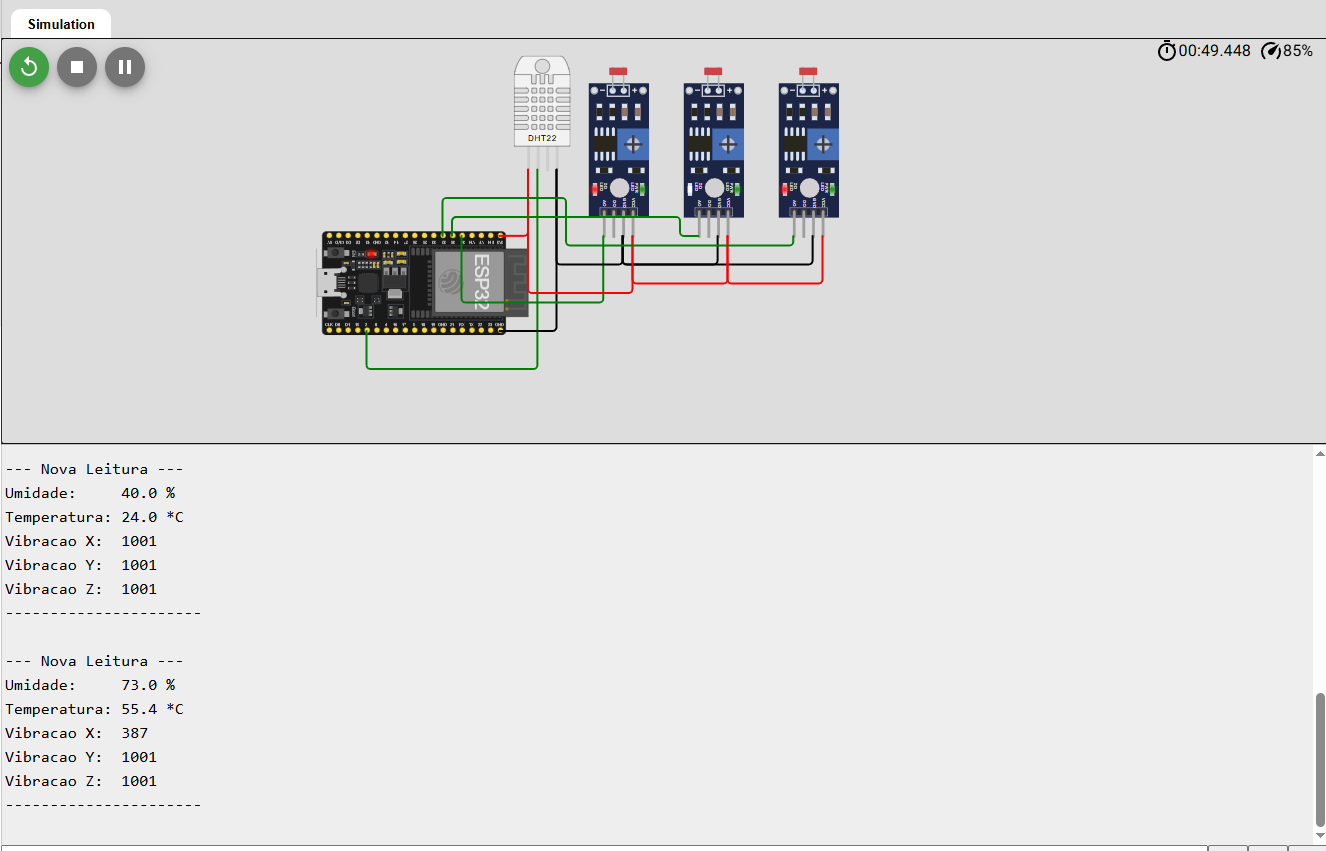 Simulation
00:49.448 85%
DHT22
ESP32
--- Nova Leitura ---
Umidade: 40.0 %
Temperatura: 24.0 *C
Vibracao X: 1001
Vibracao Y: 1001
Vibracao Z: 1001
----------------------
--- Nova Leitura ---
Umidade: 73.0 %
Temperatura: 55.4 *C
Vibracao X: 387
Vibracao Y: 1001
Vibracao Z: 1001
----------------------